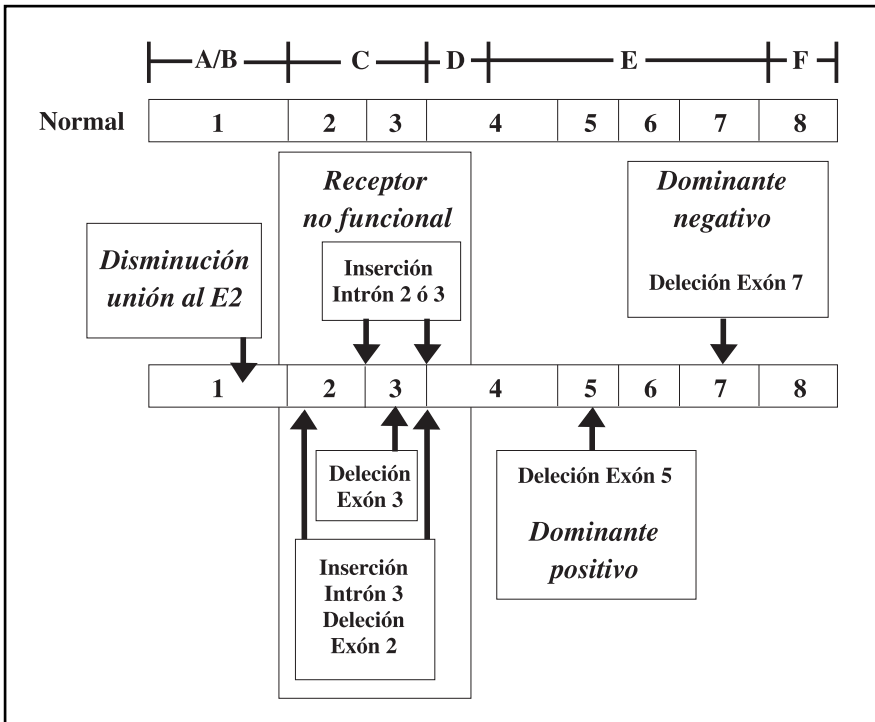 A/B C D E F
Normal 1 2 3 4 5 6 7 8
Receptor
no funcional
Dominante
negativo
Disminución
unión al E2
Inserción
Intrón 2 ó 3
Deleción Exón 7
1 2 3 4 5 6 7 8
Deleción
Exón 3
Deleción Exón 5
Dominante
positivo
Inserción
Intrón 3
Deleción
Exón 2